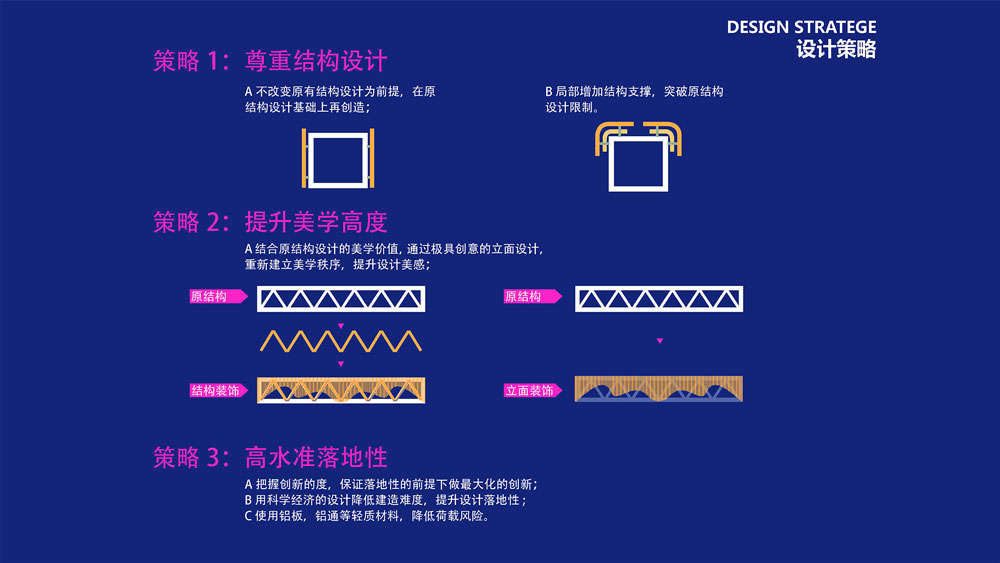 DESIGN STRATEGE
设计策略
策略 1：尊重结构设计
A 不改变原有结构设计为前提，在原
结构设计基础上再创造；
B 局部增加结构支撑，突破原结构
设计限制。
策略 2：提升美学高度
A 结合原结构设计的美学价值，通过极具创意的立面设计，
重新建立美学秩序，提升设计美感；
原结构
原结构
结构装饰
立面装饰
策略 3：高水准落地性
A 把握创新的度，保证落地性的前提下做最大化的创新；
B 用科学经济的设计降低建造难度，提升设计落地性；
C 使用铝板，铝通等轻质材料，降低荷载风险。